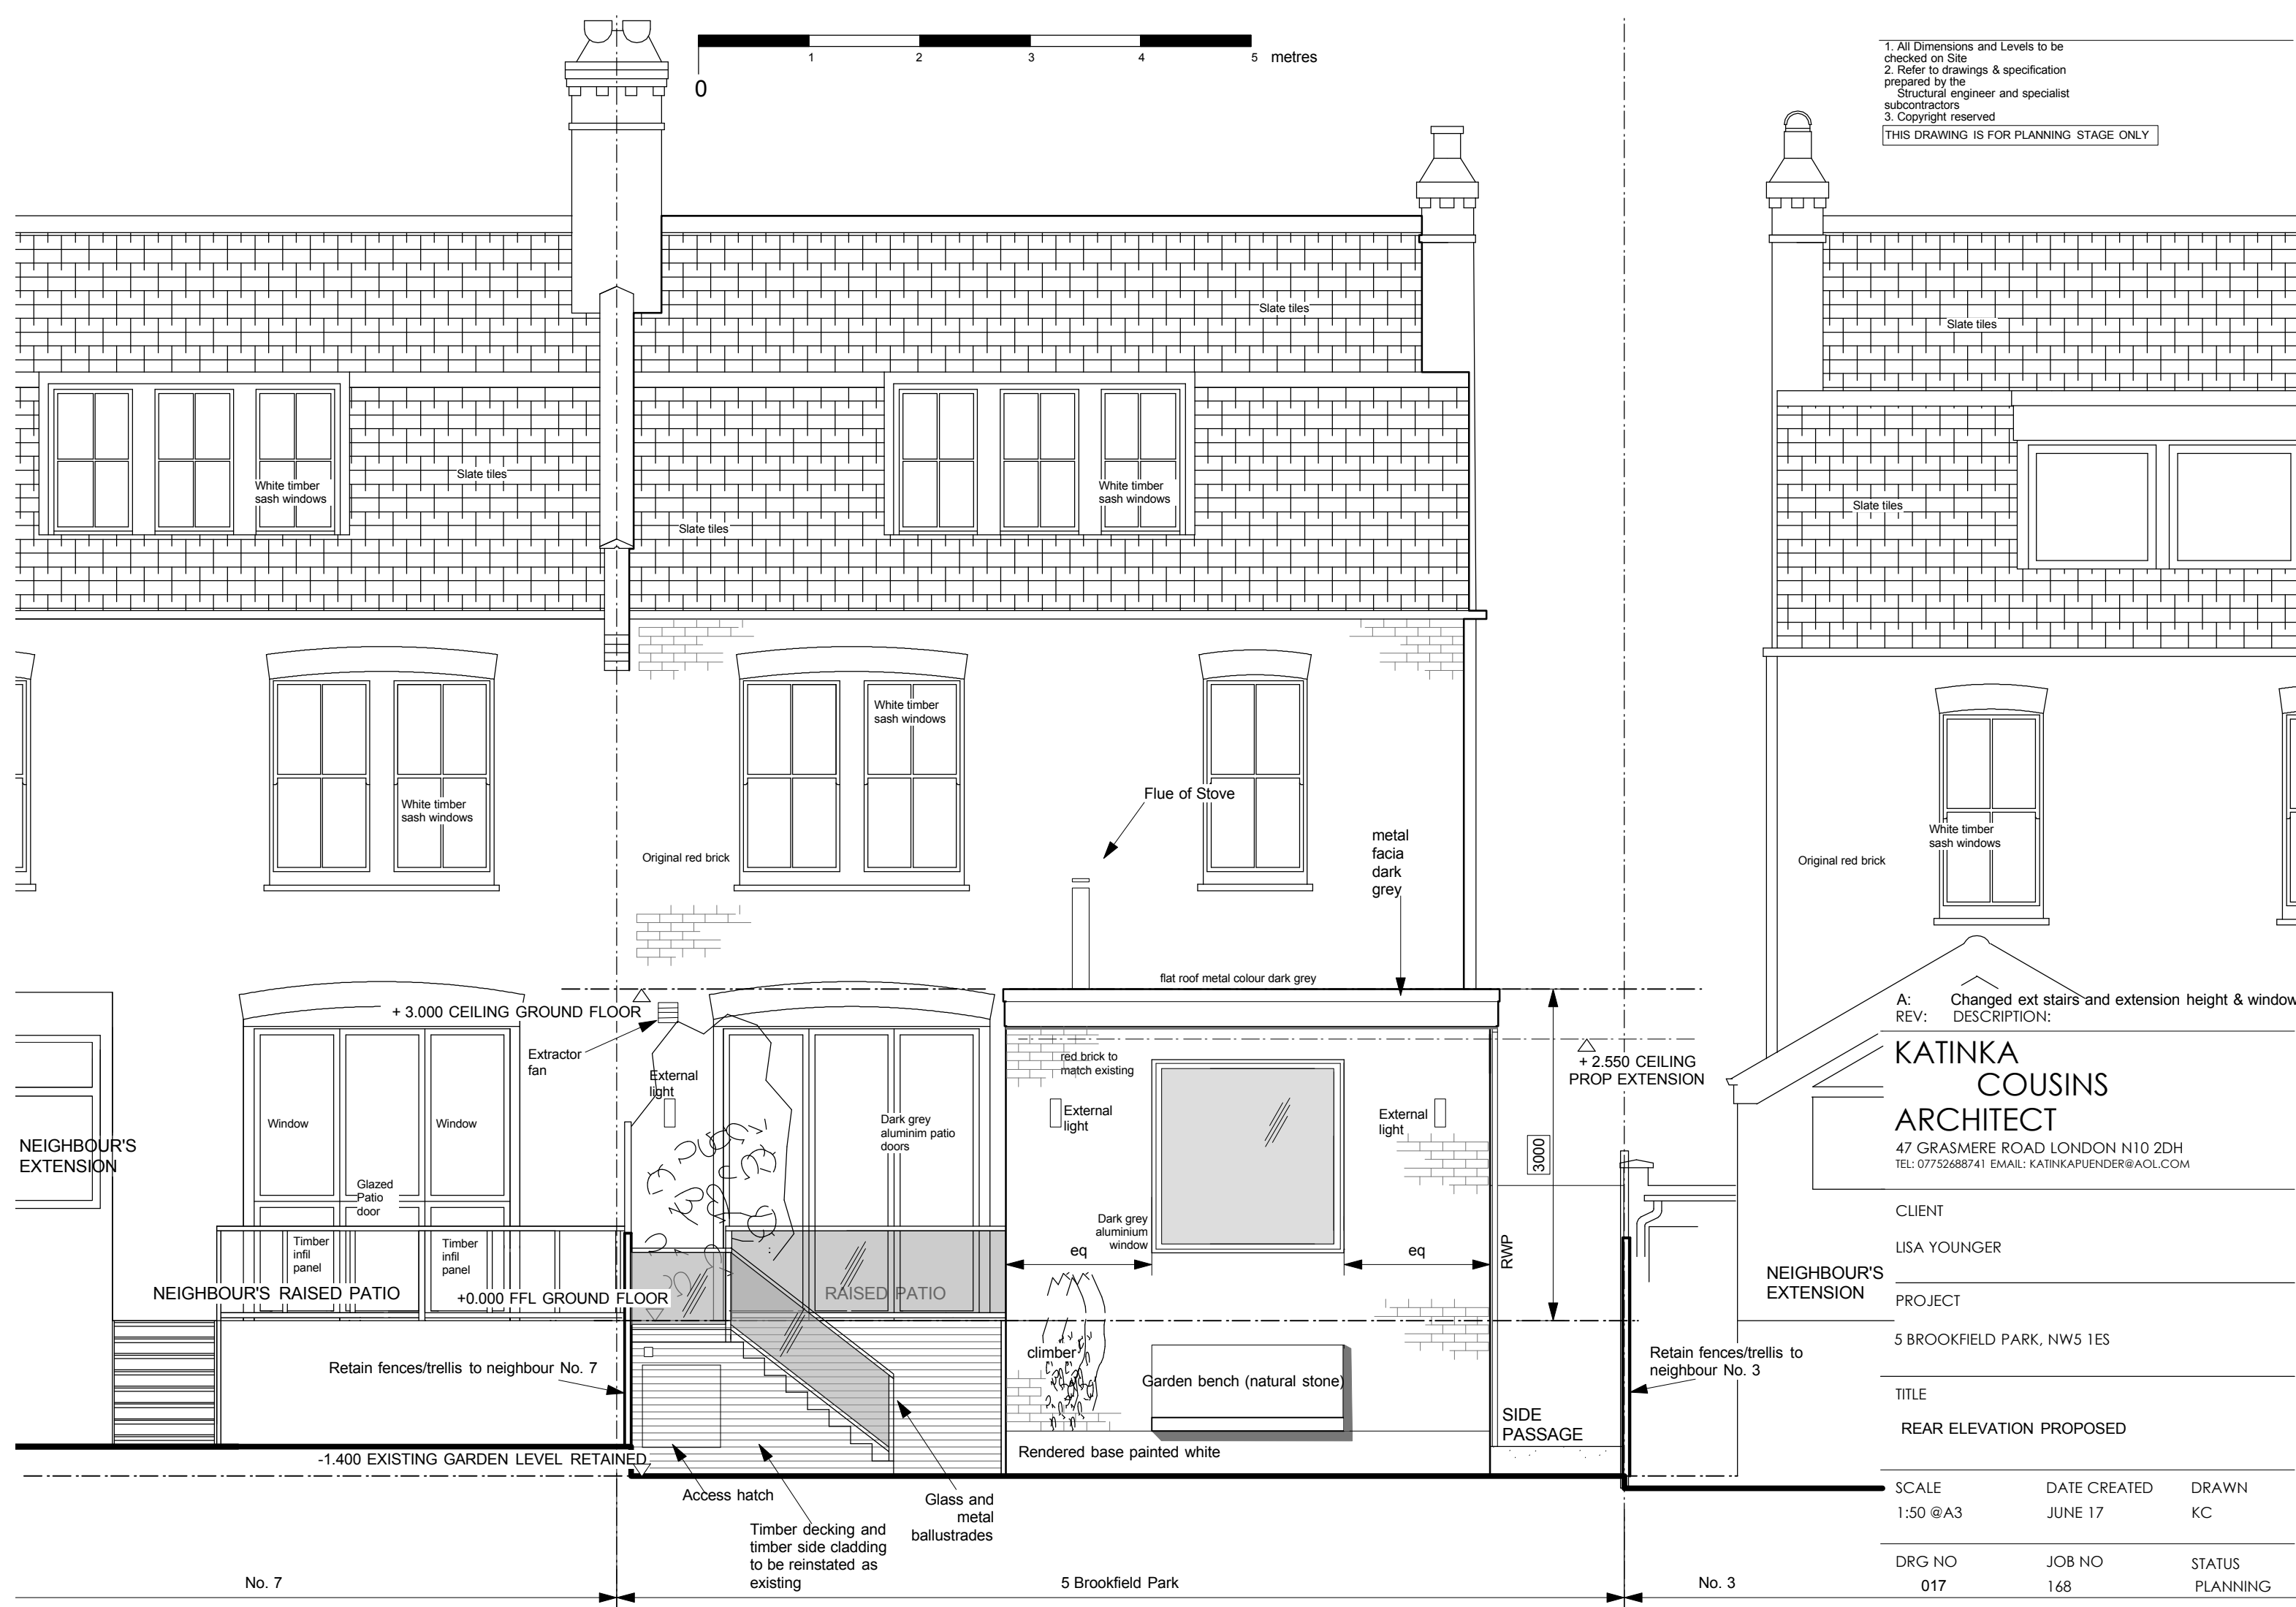 0
1
2
3
4
5
metres
1. All Dimensions and Levels to be
checked on Site
2. Refer to drawings & specification
prepared by the
Structural engineer and specialist
subcontractors
3. Copyright reserved
THIS DRAWING IS FOR PLANNING STAGE ONLY
Slate tiles
Slate tiles
Slate tiles
White timber
sash windows
Slate tiles
White timber
sash windows
Slate tiles
White timber
sash windows
White timber
sash windows
Flue of Stove
White timber
sash windows
Original red brick
metal
facia
dark
grey
Original red brick
flat roof metal colour dark grey
+ 3.000 CEILING GROUND FLOOR
Extractor
fan
External
light
red brick to
match existing
+ 2.550 CEILING
PROP EXTENSION
Window
Window
Dark grey
aluminim patio
doors
External
light
External
light
3000
NEIGHBOUR'S
EXTENSION
Glazed
Patio
door
Timber
infil
panel
Timber
infil
panel
Dark grey
aluminium
window
eq
eq
RWP
NEIGHBOUR'S RAISED PATIO
+0.000 FFL GROUND FLOOR
RAISED PATIO
NEIGHBOUR'S
EXTENSION
Retain fences/trellis to neighbour No. 7
climber
Garden bench (natural stone)
Retain fences/trellis to
neighbour No. 3
SIDE
PASSAGE
-1.400 EXISTING GARDEN LEVEL RETAINED
Rendered base painted white
Access hatch
Glass and
metal
ballustrades
Timber decking and
timber side cladding
to be reinstated as
existing
No. 7
5 Brookfield Park
No. 3
A: Changed ext stairs and extension height & window
REV: DESCRIPTION:
KATINKA
COUSINS
ARCHITECT
47 GRASMERE ROAD LONDON N10 2DH
TEL: 07752688741 EMAIL: KATINKAPUENDER@AOL.COM
CLIENT
LISA YOUNGER
PROJECT
5 BROOKFIELD PARK, NW5 1ES
TITLE
REAR ELEVATION PROPOSED
SCALE DATE CREATED DRAWN
1:50 @A3 JUNE 17 KC
DRG NO JOB NO STATUS
017 168 PLANNING